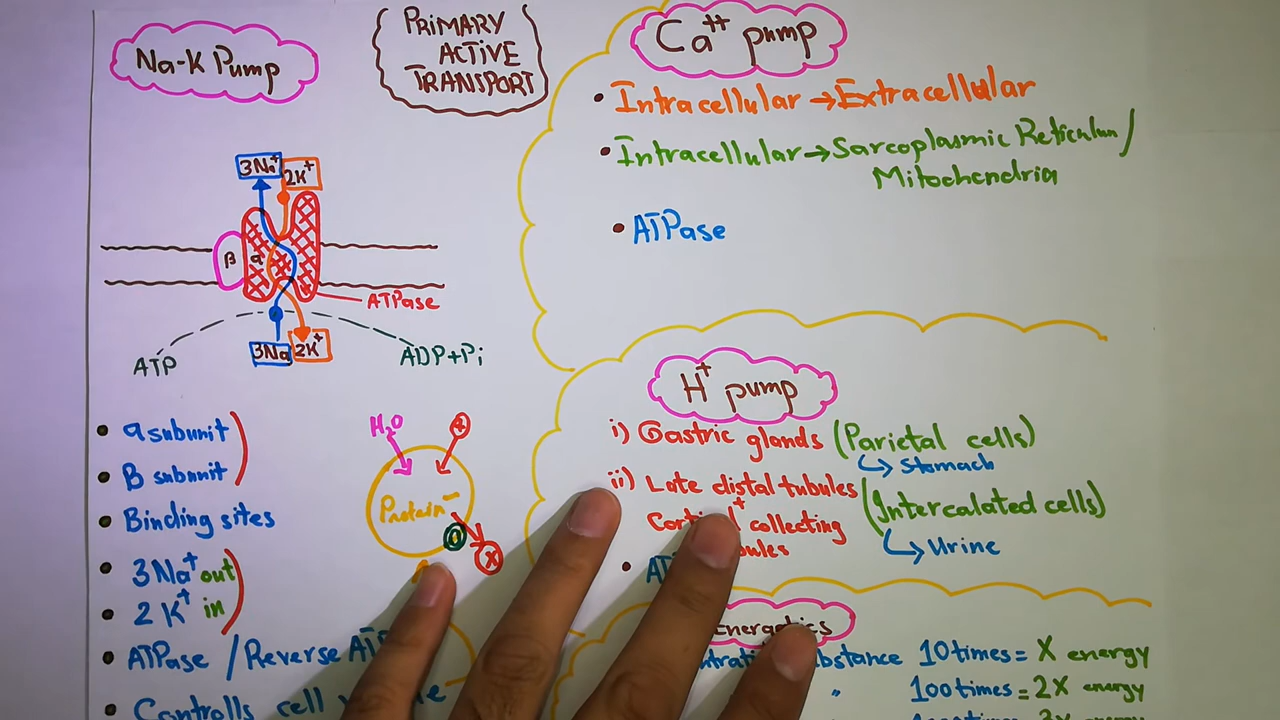 Na-K Pump
PRIMARY
ACTIVE
TRANSPORT
3Na+
2K+
β
α
ATPase
3Na
2K+
ATP
ADP+Pi
α subunit
β subunit
Binding sites
3Na+ out
2K+ in
ATPase / Reverse
Controlls cell
H2O
+
Protein-
X
Ca++ pump
Intracellular → Extracellular
Intracellular → Sarcoplasmic Reticulum /
Mitochondria
ATPase
H+ pump
i) Gastric glands (Parietal cells)
↳ Stomach
ii) Late distal tubules
+
collecting
(Intercalated cells)
↳ Urine
Energetics
10 times = X energy
" 100 times = 2X energy